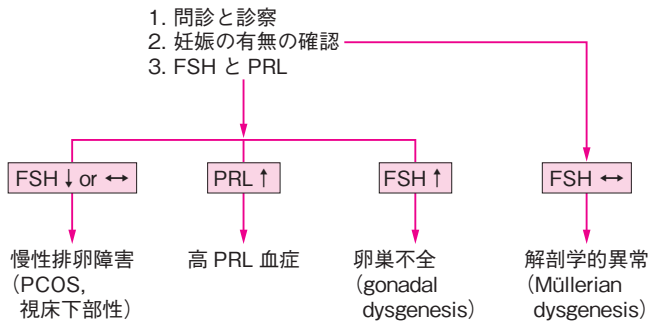 1. 問診と診察
2. 妊娠の有無の確認
3. FSH と PRL
FSH ↓ or ↔
PRL ↑
FSH ↑
FSH ↔
慢性排卵障害
(PCOS,
視床下部性)
高 PRL 血症
卵巣不全
(gonadal
dysgenesis)
解剖学的異常
(Müllerian
dysgenesis)